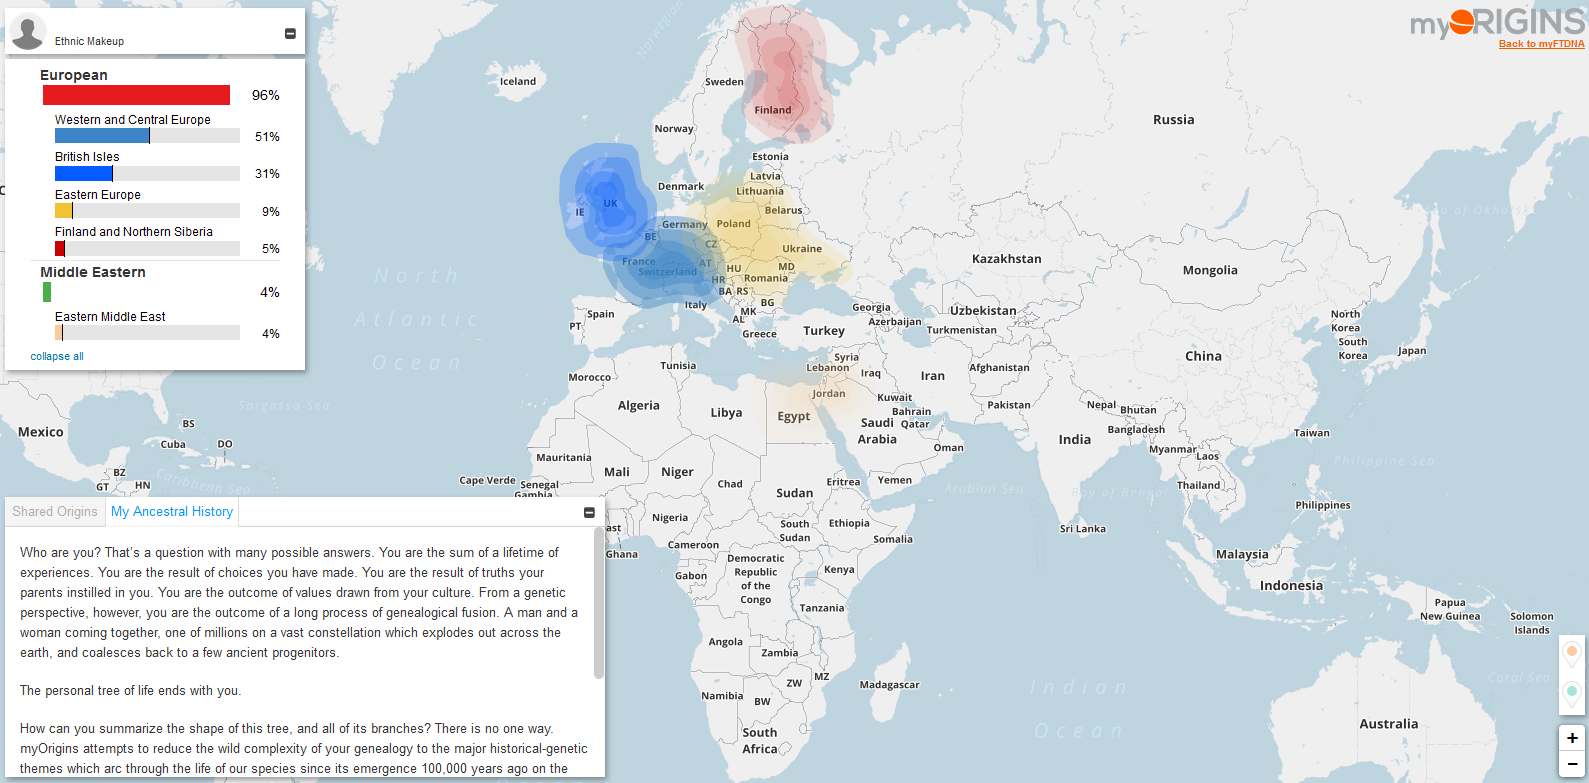 Ethnic Makeup
European
96%
Western and Central Europe
51%
British Isles
31%
Eastern Europe
9%
Finland and Northern Siberia
5%
Middle Eastern
4%
Eastern Middle East
4%
collapse all
myORIGINS
Back to myFTDNA
Norwegian
Iceland
Sweden
Finland
Norway
Russia
Estonia
Latvia
Denmark
Lithuania
UK
IE
Belarus
Germany
Poland
BE
CZ
Ukraine
France
Switzerland
AT
HU
MD
HR
Romania
BA
RS
BG
Italy
MK
AL
Spain
PT
Greece
Turkey
Georgia
Azerbaijan
Kazakhstan
Mongolia
Uzbekistan
Turkmenistan
North
Korea
South
Korea
Japan
China
North
Atlantic
Ocean
Sargasso Sea
Tunisia
Morocco
Syria
Lebanon
Iraq
Iran
Afghanistan
Jordan
Algeria
Libya
Egypt
Kuwait
Bahrain
Qatar
Saudi
Arabia
Pakistan
Nepal
Bhutan
Bangladesh
India
Myanmar
Laos
Taiwan
Oman
Mexico
BS
Cuba
DO
BZ
GT
HN
Caribbean Sea
Mauritania
Mali
Niger
Cape Verde
Senegal
Gambia
Chad
Sudan
Eritrea
Yemen
Arabian Sea
Bay of Bengal
Thailand
Philippine Sea
Philippines
Nigeria
South
Sudan
Ethiopia
Somalia
Sri Lanka
ast
Ghana
Cameroon
Gabon
Democratic
Republic
of the
Congo
Kenya
Malaysia
Indonesia
Tanzania
Papua
New Guinea
Solomon
Islands
Angola
Zambia
ZW
MZ
Madagascar
Namibia
BW
South
Africa
Indian
Ocean
Coral Sea
Australia
+
−
Shared Origins
My Ancestral History
Who are you? That's a question with many possible answers. You are the sum of a lifetime of
experiences. You are the result of choices you have made. You are the result of truths your
parents instilled in you. You are the outcome of values drawn from your culture. From a genetic
perspective, however, you are the outcome of a long process of genealogical fusion. A man and a
woman coming together, one of millions on a vast constellation which explodes out across the
earth, and coalesces back to a few ancient progenitors.
The personal tree of life ends with you.
How can you summarize the shape of this tree, and all of its branches? There is no one way.
myOrigins attempts to reduce the wild complexity of your genealogy to the major historical-genetic
themes which arc through the life of our species since its emergence 100,000 years ago on the